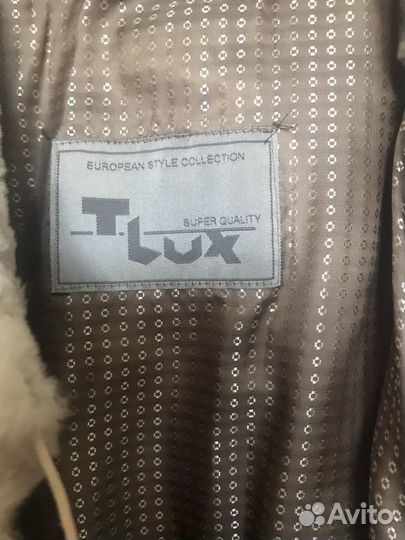 EUROPEAN STYLE COLLECTION
SUPER QUALITY
T.LUX
Avito